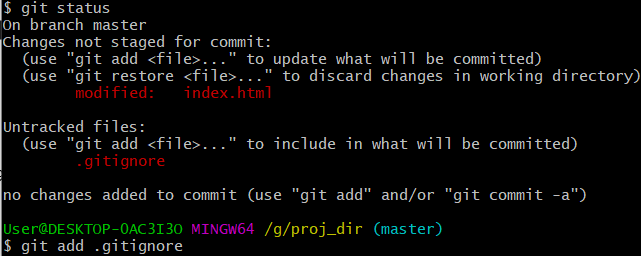 $ git status
On branch master
Changes not staged for commit:
  (use "git add <file>..." to update what will be committed)
  (use "git restore <file>..." to discard changes in working directory)
        modified:   index.html

Untracked files:
  (use "git add <file>..." to include in what will be committed)
        .gitignore

no changes added to commit (use "git add" and/or "git commit -a")

User@DESKTOP-OAC3I3O MINGW64 /g/proj_dir (master)
$ git add .gitignore